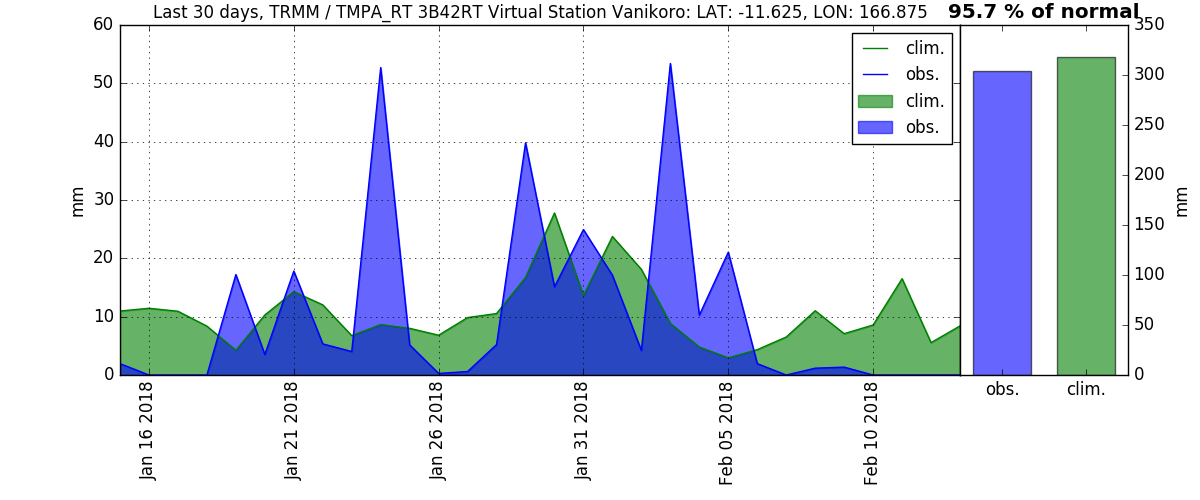 Last 30 days, TRMM / TMPA_RT 3B42RT Virtual Station Vanikoro: LAT: -11.625, LON: 166.875
95.7 % of normal
60
50
40
30
20
10
0
mm
clim.
obs.
clim.
obs.
Jan 16 2018
Jan 21 2018
Jan 26 2018
Jan 31 2018
Feb 05 2018
Feb 10 2018
350
300
250
200
150
100
50
0
mm
obs.
clim.